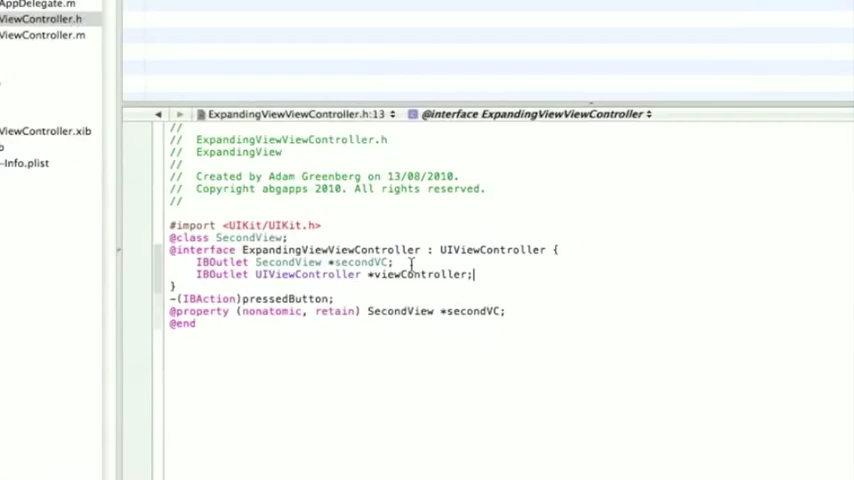 AppDelegate.m
ViewController.h
ViewController.m
ViewController.xib
b
-Info.plist
ExpandingViewViewController.h:13
@interface ExpandingViewViewController
//
// ExpandingViewViewController.h
// ExpandingView
//
// Created by Adam Greenberg on 13/08/2010.
// Copyright abgapps 2010. All rights reserved.
//
#import <UIKit/UIKit.h>
@class SecondView;
@interface ExpandingViewViewController : UIViewController {
IBOutlet SecondView *secondVC;
IBOutlet UIViewController *viewController;
}
-(IBAction)pressedButton;
@property (nonatomic, retain) SecondView *secondVC;
@end